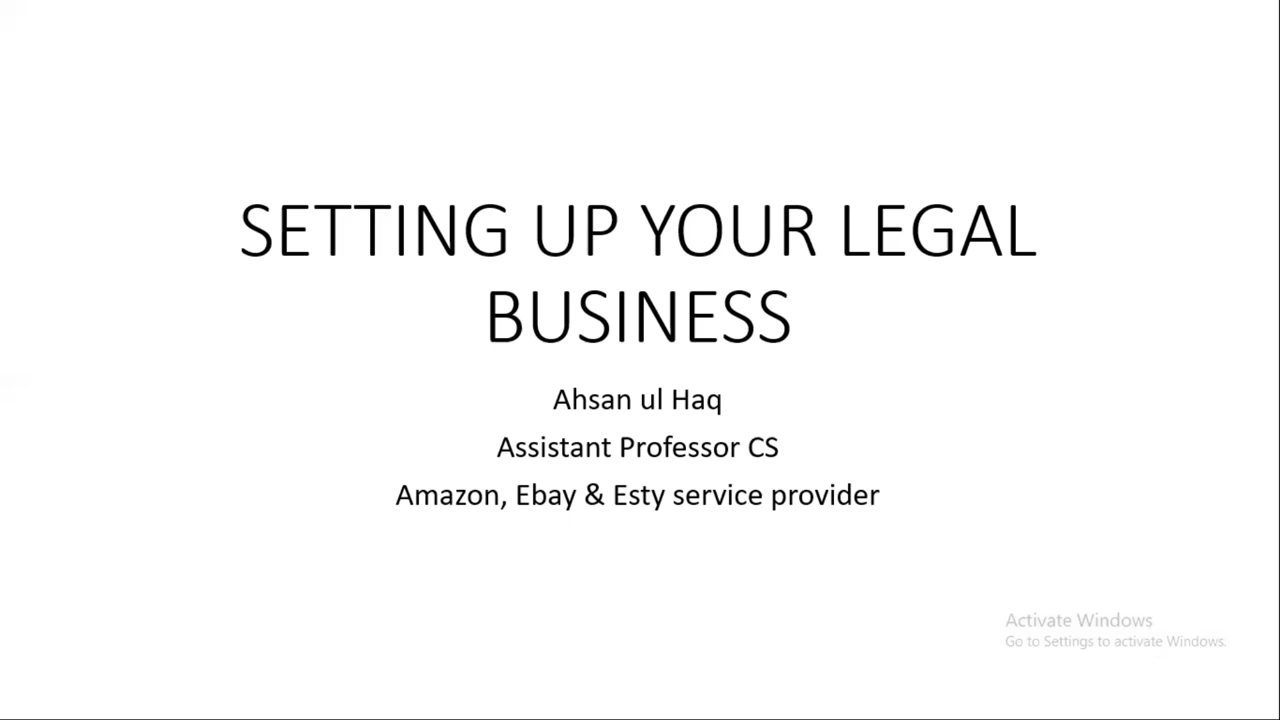 SETTING UP YOUR LEGAL
BUSINESS
Ahsan ul Haq
Assistant Professor CS
Amazon, Ebay & Esty service provider
Activate Windows
Go to Settings to activate Windows.